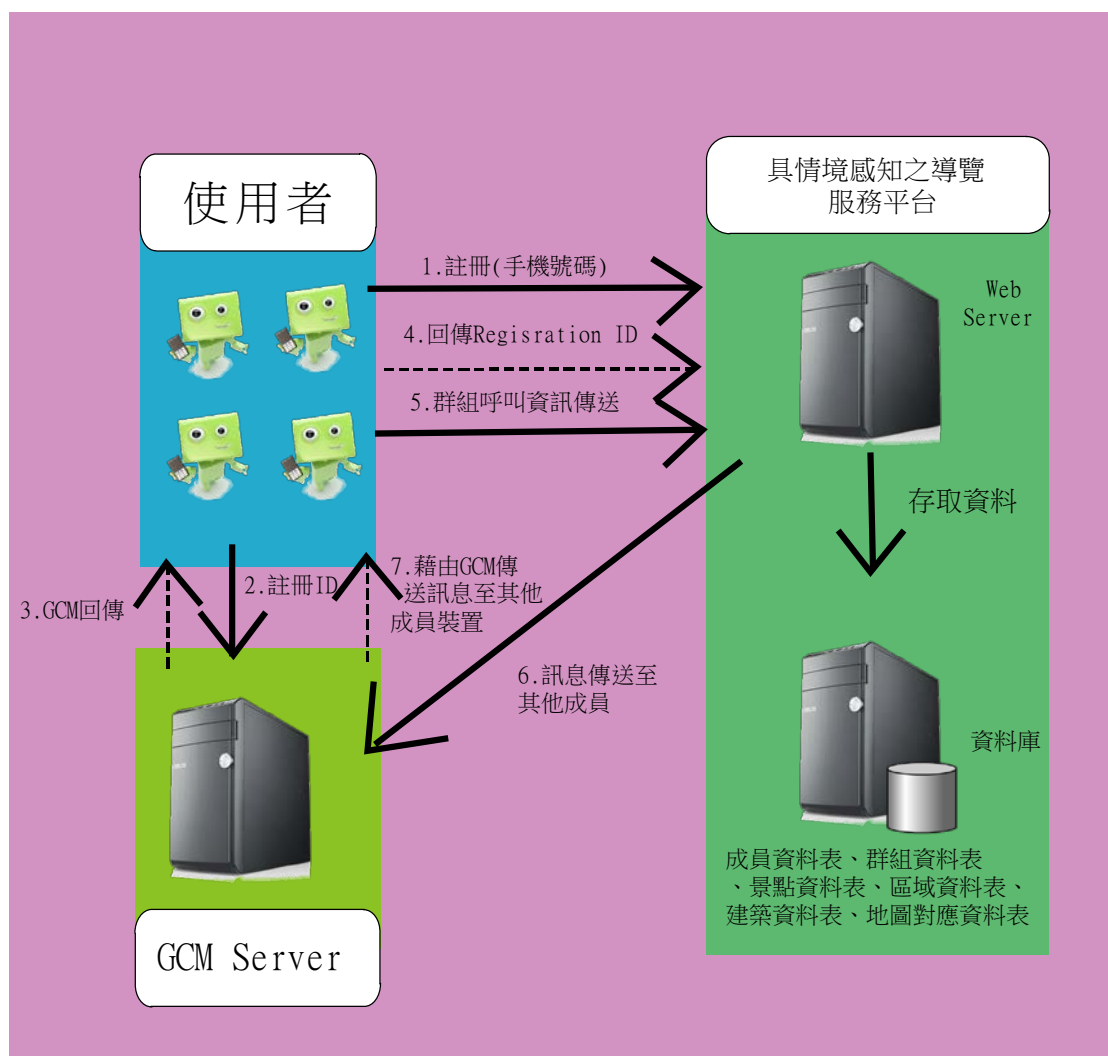 使用者
具情境感知之導覽
服務平台
1.註冊(手機號碼)
Web
Server
4.回傳Regisration ID
5.群組呼叫資訊傳送
存取資料
2.註冊ID
3.GCM回傳
7.藉由GCM傳
送訊息至其他
成員裝置
6.訊息傳送至
其他成員
資料庫
成員資料表、群組資料表
、景點資料表、區域資料表、
建築資料表、地圖對應資料表
GCM Server